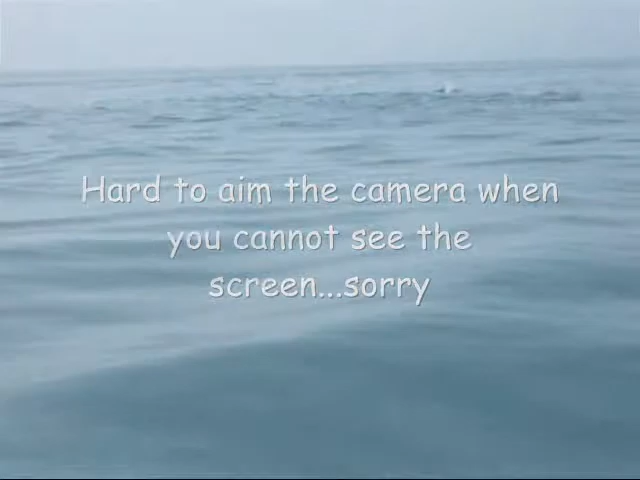 Hard to aim the camera when
you cannot see the
screen...sorry